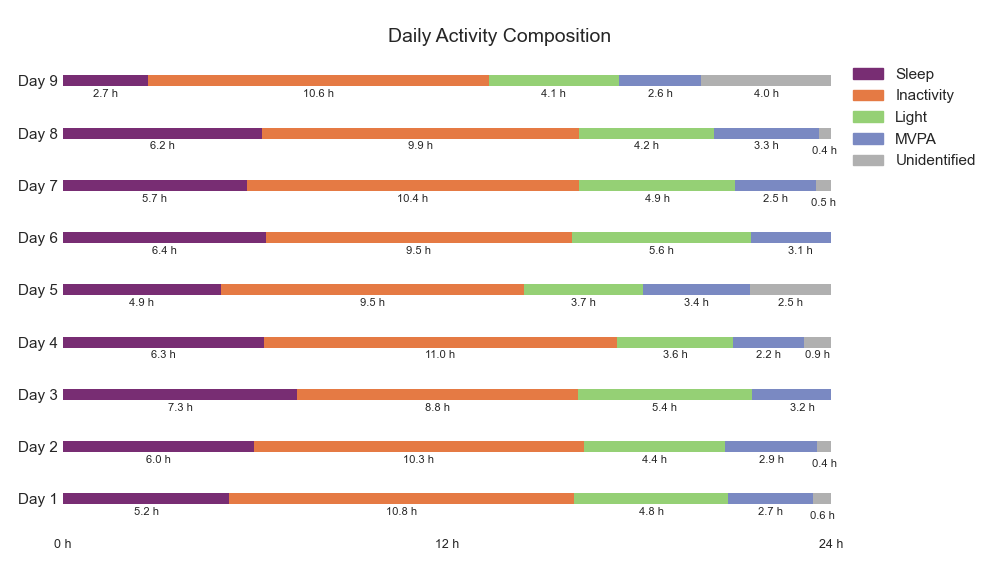 Daily Activity Composition
Day 9
2.7 h 10.6 h 4.1 h 2.6 h 4.0 h
Day 8
6.2 h 9.9 h 4.2 h 3.3 h 0.4 h
Day 7
5.7 h 10.4 h 4.9 h 2.5 h 0.5 h
Day 6
6.4 h 9.5 h 5.6 h 3.1 h
Day 5
4.9 h 9.5 h 3.7 h 3.4 h 2.5 h
Day 4
6.3 h 11.0 h 3.6 h 2.2 h 0.9 h
Day 3
7.3 h 8.8 h 5.4 h 3.2 h
Day 2
6.0 h 10.3 h 4.4 h 2.9 h 0.4 h
Day 1
5.2 h 10.8 h 4.8 h 2.7 h 0.6 h
0 h 12 h 24 h
Sleep
Inactivity
Light
MVPA
Unidentified